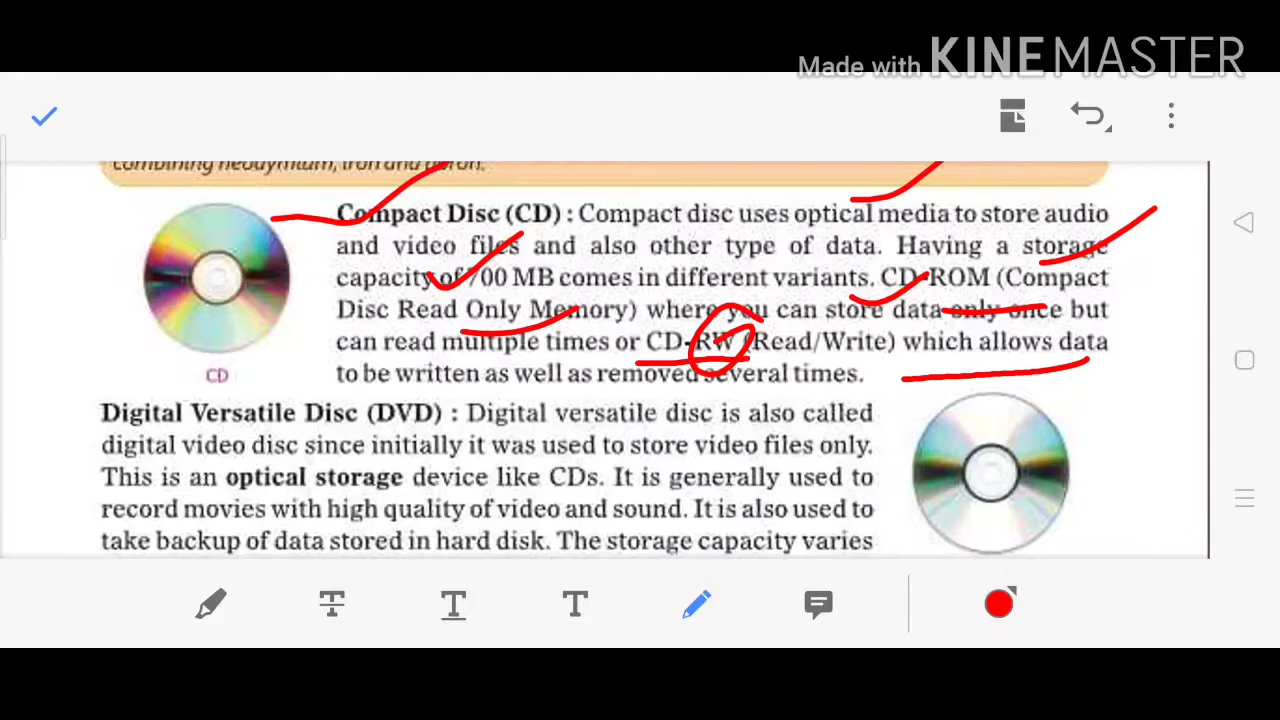 Made with KINEMASTER
combining neodymium, iron and boron.
Compact Disc (CD) : Compact disc uses optical media to store audio
and video files and also other type of data. Having a storage
capacity of 700 MB comes in different variants. CD-ROM (Compact
Disc Read Only Memory) where you can store data only once but
can read multiple times or CD-RW (Read/Write) which allows data
to be written as well as removed several times.
CD
Digital Versatile Disc (DVD) : Digital versatile disc is also called
digital video disc since initially it was used to store video files only.
This is an optical storage device like CDs. It is generally used to
record movies with high quality of video and sound. It is also used to
take backup of data stored in hard disk. The storage capacity varies
T T T